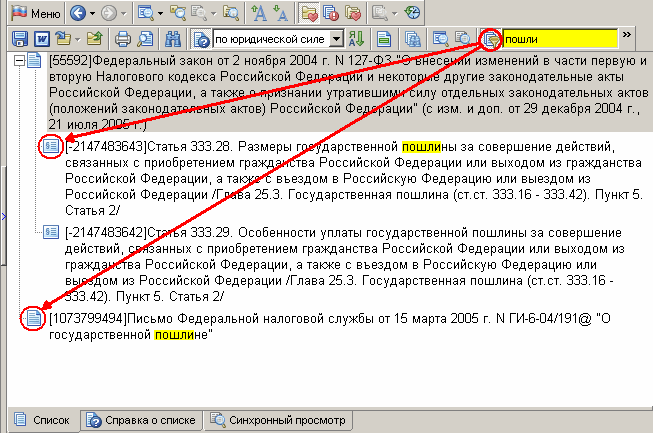 Меню
по юридической силе
пошли
[55592]Федеральный закон от 2 ноября 2004 г. N 127-ФЗ "О внесении изменений в части первую и
вторую Налогового кодекса Российской Федерации и некоторые другие законодательные акты
Российской Федерации, а также о признании утратившими силу отдельных законодательных актов
(положений законодательных актов) Российской Федерации" (с изм. и доп. от 29 декабря 2004 г.,
21 июля 2005 г.)
[-2147483643]Статья 333.28. Размеры государственной пошлины за совершение действий,
связанных с приобретением гражданства Российской Федерации или выходом из гражданства
Российской Федерации, а также с въездом в Российскую Федерацию или выездом из
Российской Федерации /Глава 25.3. Государственная пошлина (ст.ст. 333.16 - 333.42). Пункт 5.
Статья 2/
[-2147483642]Статья 333.29. Особенности уплаты государственной пошлины за совершение
действий, связанных с приобретением гражданства Российской Федерации или выходом из
гражданства Российской Федерации, а также с въездом в Российскую Федерацию или
выездом из Российской Федерации /Глава 25.3. Государственная пошлина (ст.ст. 333.16 -
333.42). Пункт 5. Статья 2/
[1073799494]Письмо Федеральной налоговой службы от 15 марта 2005 г. N ГИ-6-04/191@ "О
государственной пошлине"
Список
Справка о списке
Синхронный просмотр